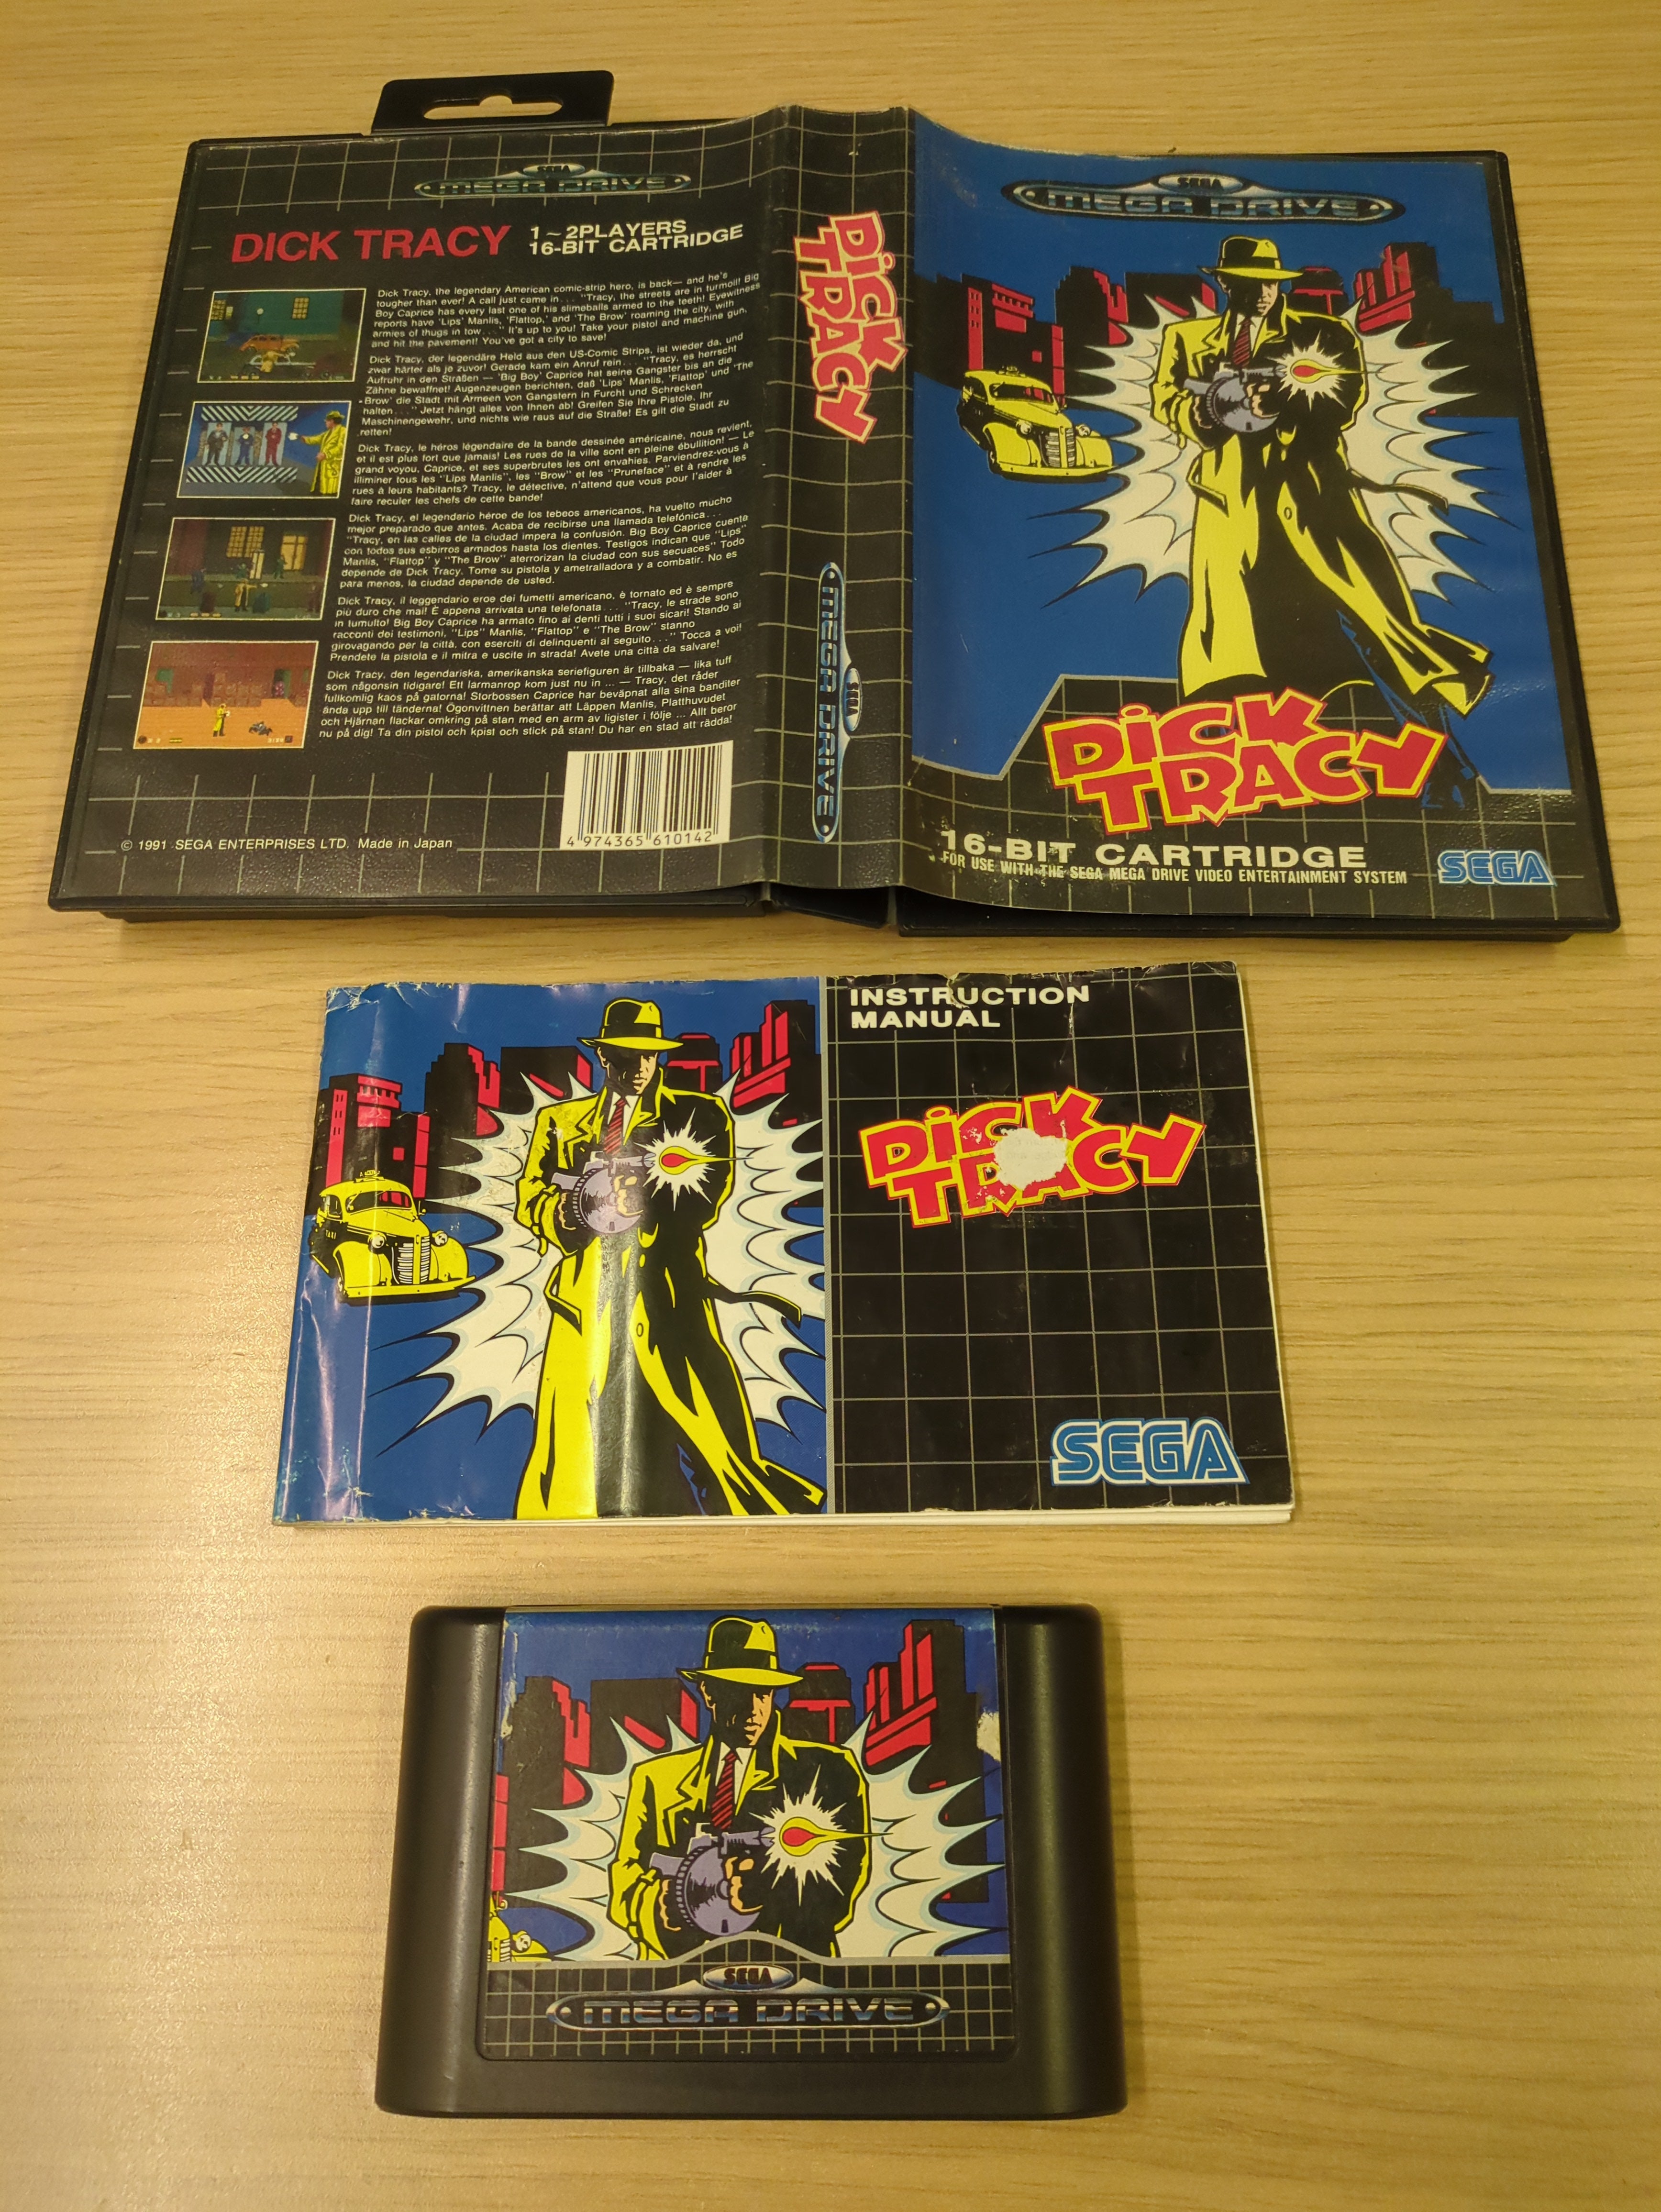 SEGA
MEGA DRIVE
DICK TRACY
1~2PLAYERS
16-BIT CARTRIDGE
Dick Tracy, the legendary American comic-strip hero, is back— and he's
tougher than ever! A call just came in... "Tracy, the streets are in turmoil! Big
Boy Caprice has every last one of his slimeballs armed to the teeth! Eyewitness
reports have 'Lips' Manlis, 'Flattop,' and 'The Brow' roaming the city, with
armies of thugs in tow..." It's up to you! Take your pistol and machine gun,
and hit the pavement! You've got a city to save!
Dick Tracy, der legendäre Held aus den US-Comic Strips, ist wieder da, und
zwar härter als je zuvor! Gerade kam ein Anruf rein... "Tracy, es herrscht
Aufruhr in den Straßen — 'Big Boy' Caprice hat seine Gangster bis an die
Zähne bewaffnet! Augenzeugen berichten, daß 'Lips' Manlis, 'Flattop' und 'The
Brow' die Stadt mit Armeen von Gangstern in Furcht und Schrecken
halten..." Jetzt hängt alles von Ihnen ab! Greifen Sie Ihre Pistole, Ihr
Maschinengewehr, und nichts wie raus auf die Straße! Es gilt die Stadt zu
retten!
Dick Tracy, le héros légendaire de la bande dessinée américaine, nous revient,
et il est plus fort que jamais! Les rues de la ville sont en pleine ébullition! — Le
grand voyou, Caprice, et ses superbrutes les ont envahies. Parviendrez-vous à
illiminer tous les "Lips Manlis", les "Brow" et les "Pruneface" et à rendre les
rues à leurs habitants? Tracy, le détective, n'attend que vous pour l'aider à
faire reculer les chefs de cette bande!
Dick Tracy, el legendario héroe de los tebeos americanos, ha vuelto mucho
mejor preparado que antes. Acaba de recibirse una llamada telefónica...
"Tracy, en las calles de la ciudad impera la confusión. Big Boy Caprice cuenta
con todos sus esbirros armados hasta los dientes. Testigos indican que "Lips"
Manlis, "Flattop" y "The Brow" aterrorizan la ciudad con sus secuaces" Todo
depende de Dick Tracy. Tome su pistola y ametralladora y a combatir. No es
para menos, la ciudad depende de usted.
Dick Tracy, il leggendario eroe dei fumetti americano, è tornato ed è sempre
più duro che mai! È appena arrivata una telefonata... "Tracy, le strade sono
in tumulto! Big Boy Caprice ha armato fino ai denti tutti i suoi sicari! Stando ai
racconti dei testimoni, "Lips" Manlis, "Flattop" e "The Brow" stanno
girovagando per la città, con eserciti di delinquenti al seguito..." Tocca a voi!
Prendete la pistola e il mitra e uscite in strada! Avete una città da salvare!
Dick Tracy, den legendariska, amerikanska seriefiguren är tillbaka — lika tuff
som någonsin tidigare! Ett larmanrop kom just nu in ... — Tracy, det råder
fullkomlig kaos på gatorna! Storbossen Caprice har beväpnat alla sina banditer
ända upp till tänderna! Ögonvittnen berättar att Läppen Manlis, Platthuvudet
och Hjärnan flackar omkring på stan med en arm av ligister i följe ... Allt beror
nu på dig! Ta din pistol och kpist och stick på stan! Du har en stad att rädda!
4 974365 610142
© 1991 SEGA ENTERPRISES LTD. Made in Japan
DICK
TRACY
SEGA
MEGA DRIVE
SEGA
MEGA DRIVE
DICK
TRACY
16-BIT CARTRIDGE
FOR USE WITH THE SEGA MEGA DRIVE VIDEO ENTERTAINMENT SYSTEM
SEGA
INSTRUCTION
MANUAL
DICK
TRACY
TAXI
SEGA
SEGA
MEGA DRIVE